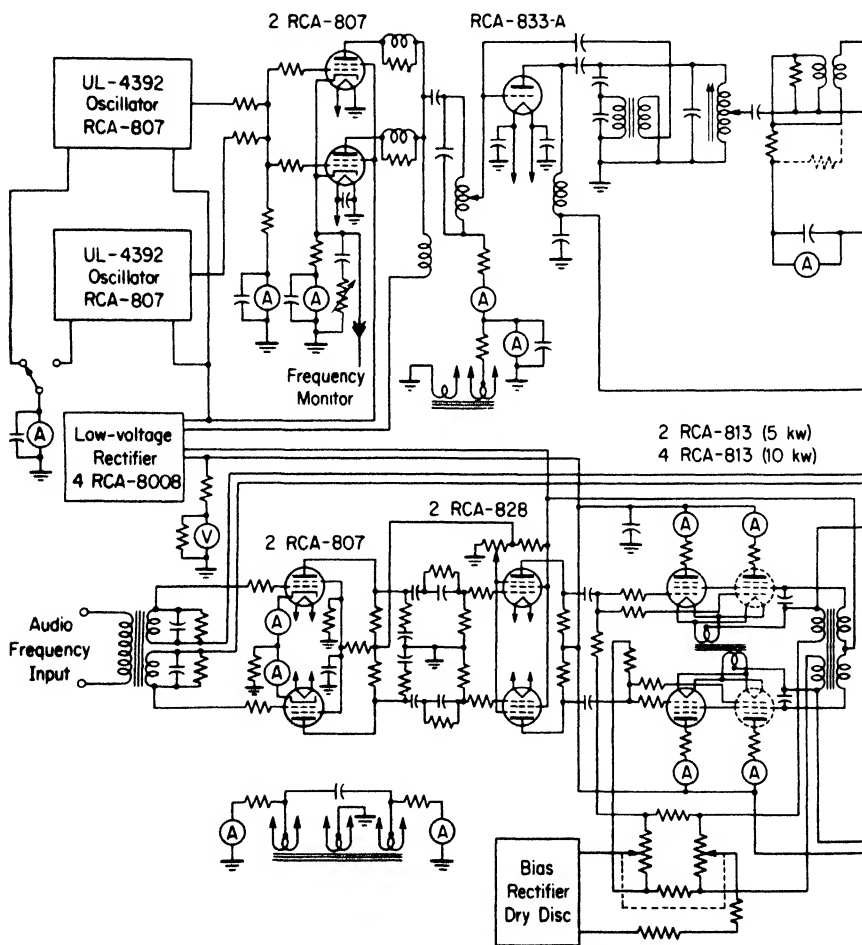 2 RCA-807
RCA-833-A
UL-4392
Oscillator
RCA-807
UL-4392
Oscillator
RCA-807
A
A
A
A
A
Frequency
Monitor
A
Low-voltage
Rectifier
4 RCA-8008
2 RCA-813 (5 kw)
4 RCA-813 (10 kw)
V
2 RCA-807
2 RCA-828
A
A
Audio
Frequency
Input
A
A
A
A
A
A
Bias
Rectifier
Dry Disc